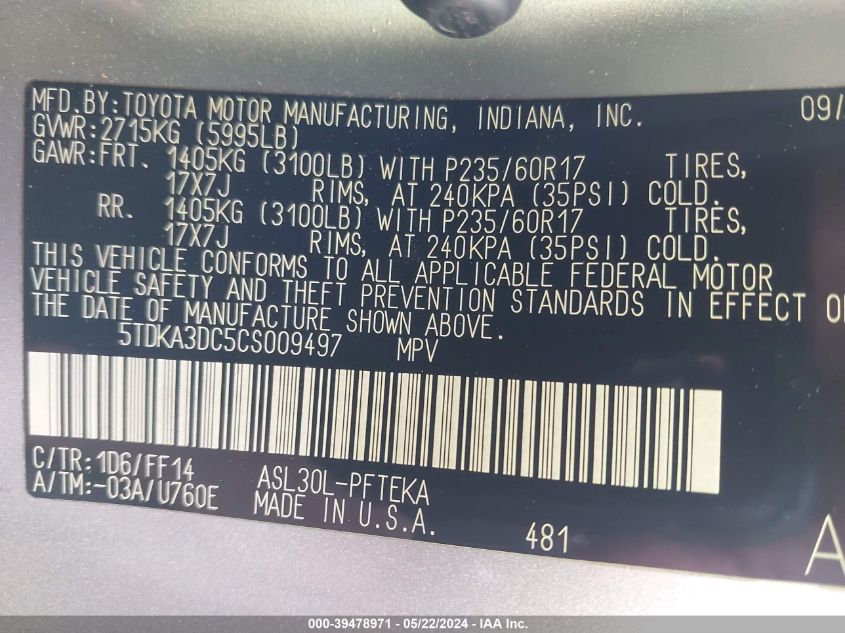 MFD.BY:TOYOTA MOTOR MANUFACTURING, INDIANA, INC. 09/
GVWR:2715KG (5995LB)
GAWR:FRT. 1405KG (3100LB) WITH P235/60R17 TIRES,
17X7J RIMS, AT 240KPA (35PSI) COLD.
RR. 1405KG (3100LB) WITH P235/60R17 TIRES,
17X7J RIMS, AT 240KPA (35PSI) COLD.
THIS VEHICLE CONFORMS TO ALL APPLICABLE FEDERAL MOTOR
VEHICLE SAFETY AND THEFT PREVENTION STANDARDS IN EFFECT
THE DATE OF MANUFACTURE SHOWN ABOVE.
5TDKA3DC5CS009497 MPV
C/TR:1D6/FF14 ASL30L-PFTEKA
A/TM:-03A/U760E MADE IN U.S.A.
481 A
000-39478971 - 05/22/2024 - IAA Inc.